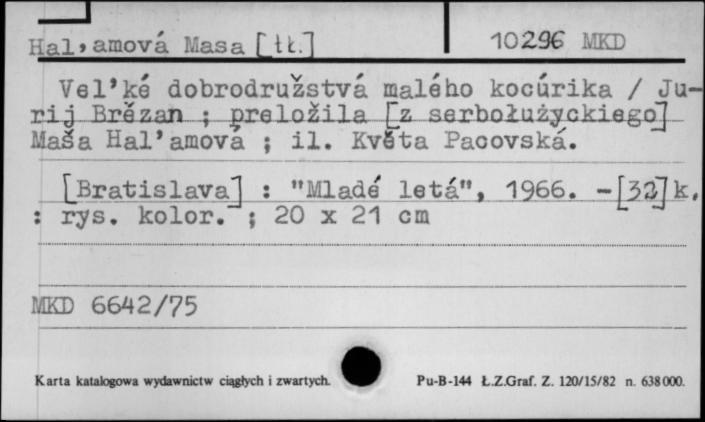 Hal,amová Masa [tł.]
10296 MKD
Vel'ké dobrodružstvá malého kocúrika / Ju-
rij Brězan ; preložila [z serbołużyckiego]
Maša Hal'amová ; il. Květa Pacovská.
[Bratislava] : "Mladé letá", 1966. -[32]k.
: rys. kolor. ; 20 x 21 cm
MKD 6642/75
Karta katalogowa wydawnictw ciągłych i zwartych.
Pu-B-144 Ł.Z.Graf. Z. 120/15/82 n. 638000.